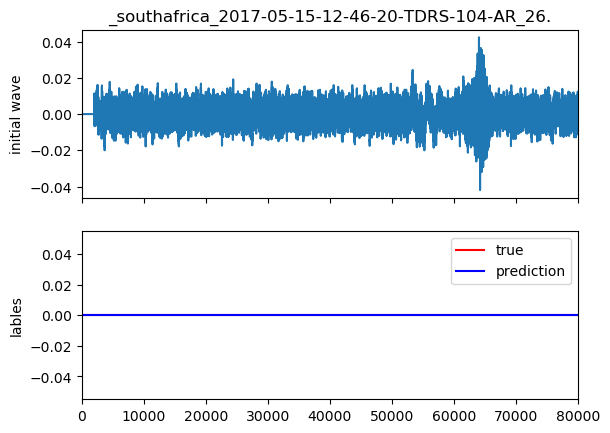 _southafrica_2017-05-15-12-46-20-TDRS-104-AR_26.
initial wave
0.04
0.02
0.00
−0.02
−0.04
lables
0.04
0.02
0.00
−0.02
−0.04
true
prediction
0 10000 20000 30000 40000 50000 60000 70000 80000